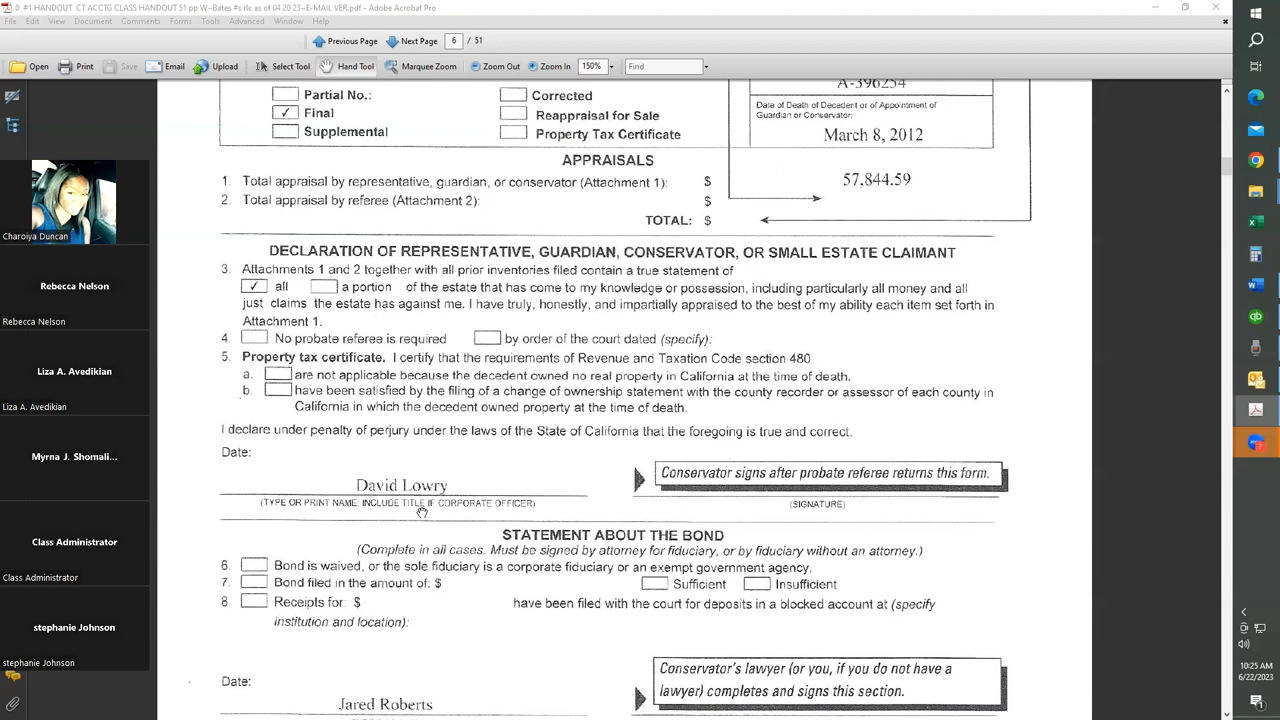 0 #1 HANDOUT CT ACCTG CLASS HANDOUT 51 pp W~Bates #s rlc as of 04 20 23~E-MAIL VER.pdf - Adobe Acrobat Pro
File Edit View Document Comments Forms Tools Advanced Window Help
Previous Page Next Page 6 / 51
Open Print Save Email Upload Select Tool Hand Tool Marquee Zoom Zoom Out Zoom In 150% Find
A-396254
Partial No.: Corrected
Final Reappraisal for Sale
Supplemental Property Tax Certificate
Date of Death of Decedent or of Appointment of
Guardian or Conservator:
March 8, 2012
APPRAISALS
1. Total appraisal by representative, guardian, or conservator (Attachment 1): $ 57,844.59
2. Total appraisal by referee (Attachment 2): $
TOTAL: $
DECLARATION OF REPRESENTATIVE, GUARDIAN, CONSERVATOR, OR SMALL ESTATE CLAIMANT
3. Attachments 1 and 2 together with all prior inventories filed contain a true statement of
all a portion of the estate that has come to my knowledge or possession, including particularly all money and all
just claims the estate has against me. I have truly, honestly, and impartially appraised to the best of my ability each item set forth in
Attachment 1.
4. No probate referee is required by order of the court dated (specify):
5. Property tax certificate. I certify that the requirements of Revenue and Taxation Code section 480
a. are not applicable because the decedent owned no real property in California at the time of death.
b. have been satisfied by the filing of a change of ownership statement with the county recorder or assessor of each county in
California in which the decedent owned property at the time of death.
I declare under penalty of perjury under the laws of the State of California that the foregoing is true and correct.
Date:
David Lowry
Conservator signs after probate referee returns this form.
(TYPE OR PRINT NAME: INCLUDE TITLE IF CORPORATE OFFICER) (SIGNATURE)
STATEMENT ABOUT THE BOND
(Complete in all cases. Must be signed by attorney for fiduciary, or by fiduciary without an attorney.)
6. Bond is waived, or the sole fiduciary is a corporate fiduciary or an exempt government agency.
7. Bond filed in the amount of: $ Sufficient Insufficient
8. Receipts for: $ have been filed with the court for deposits in a blocked account at (specify
institution and location):
Conservator's lawyer (or you, if you do not have a
lawyer) completes and signs this section.
Date:
Jared Roberts
Charolya Duncan
Rebecca Nelson
Rebecca Nelson
Liza A. Avedikian
Liza A. Avedikian
Myrna J. Shomali...
Class Administrator
Class Administrator
stephanie Johnson
stephanie Johnson
10:25 AM
6/22/2023